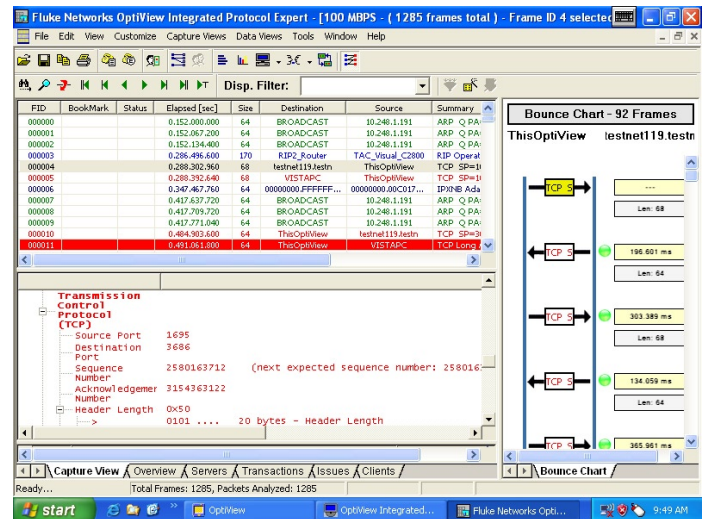 Fluke Networks OptiView Integrated Protocol Expert - [100 MBPS - ( 1285 frames total ) - Frame ID 4 selected
File Edit View Customize Capture Views Data Views Tools Window Help
Disp. Filter:
FID BookMark Status Elapsed [sec] Size Destination Source Summary
000000 0.152.000.000 64 BROADCAST 10.248.1.191 ARP Q PA
000001 0.152.067.200 64 BROADCAST 10.248.1.191 ARP Q PA
000002 0.152.134.400 64 BROADCAST 10.248.1.191 ARP Q PA
000003 0.286.496.600 170 RIP2_Router TAC_Visual_C2800 RIP Operat
000004 0.288.302.960 68 testnet119.testn ThisOptiView TCP SP=1
000005 0.288.392.640 68 VISTAPC ThisOptiView TCP SP=1
000006 0.347.467.760 64 00000000.FFFFFF... 00000000.00C017... IPXNB Ada
000007 0.417.637.720 64 BROADCAST 10.248.1.191 ARP Q PA
000008 0.417.709.720 64 BROADCAST 10.248.1.191 ARP Q PA
000009 0.417.771.040 64 BROADCAST 10.248.1.191 ARP Q PA
000010 0.484.903.600 64 ThisOptiView testnet119.testn TCP SP=3
000011 0.491.061.800 64 ThisOptiView VISTAPC TCP Long
Transmission
Control
Protocol
(TCP)
Source Port 1695
Destination 3686
Port
Sequence 2580163712 (next expected sequence number: 258016
Number
Acknowledgemer 3154363122
Number
Header Length 0X50
--> 0101 .... 20 bytes - Header Length
Capture View Overview Servers Transactions Issues Clients
Bounce Chart - 92 Frames
ThisOptiView testnet119.testn
TCP S ---
Len: 68
TCP S 196.601 ms
Len: 64
TCP S 303.389 ms
Len: 68
TCP S 134.059 ms
Len: 64
TCP S 365.961 ms
Bounce Chart
Ready... Total Frames: 1285, Packets Analyzed: 1285
start OptiView OptiView Integrated... Fluke Networks Opti... 9:49 AM